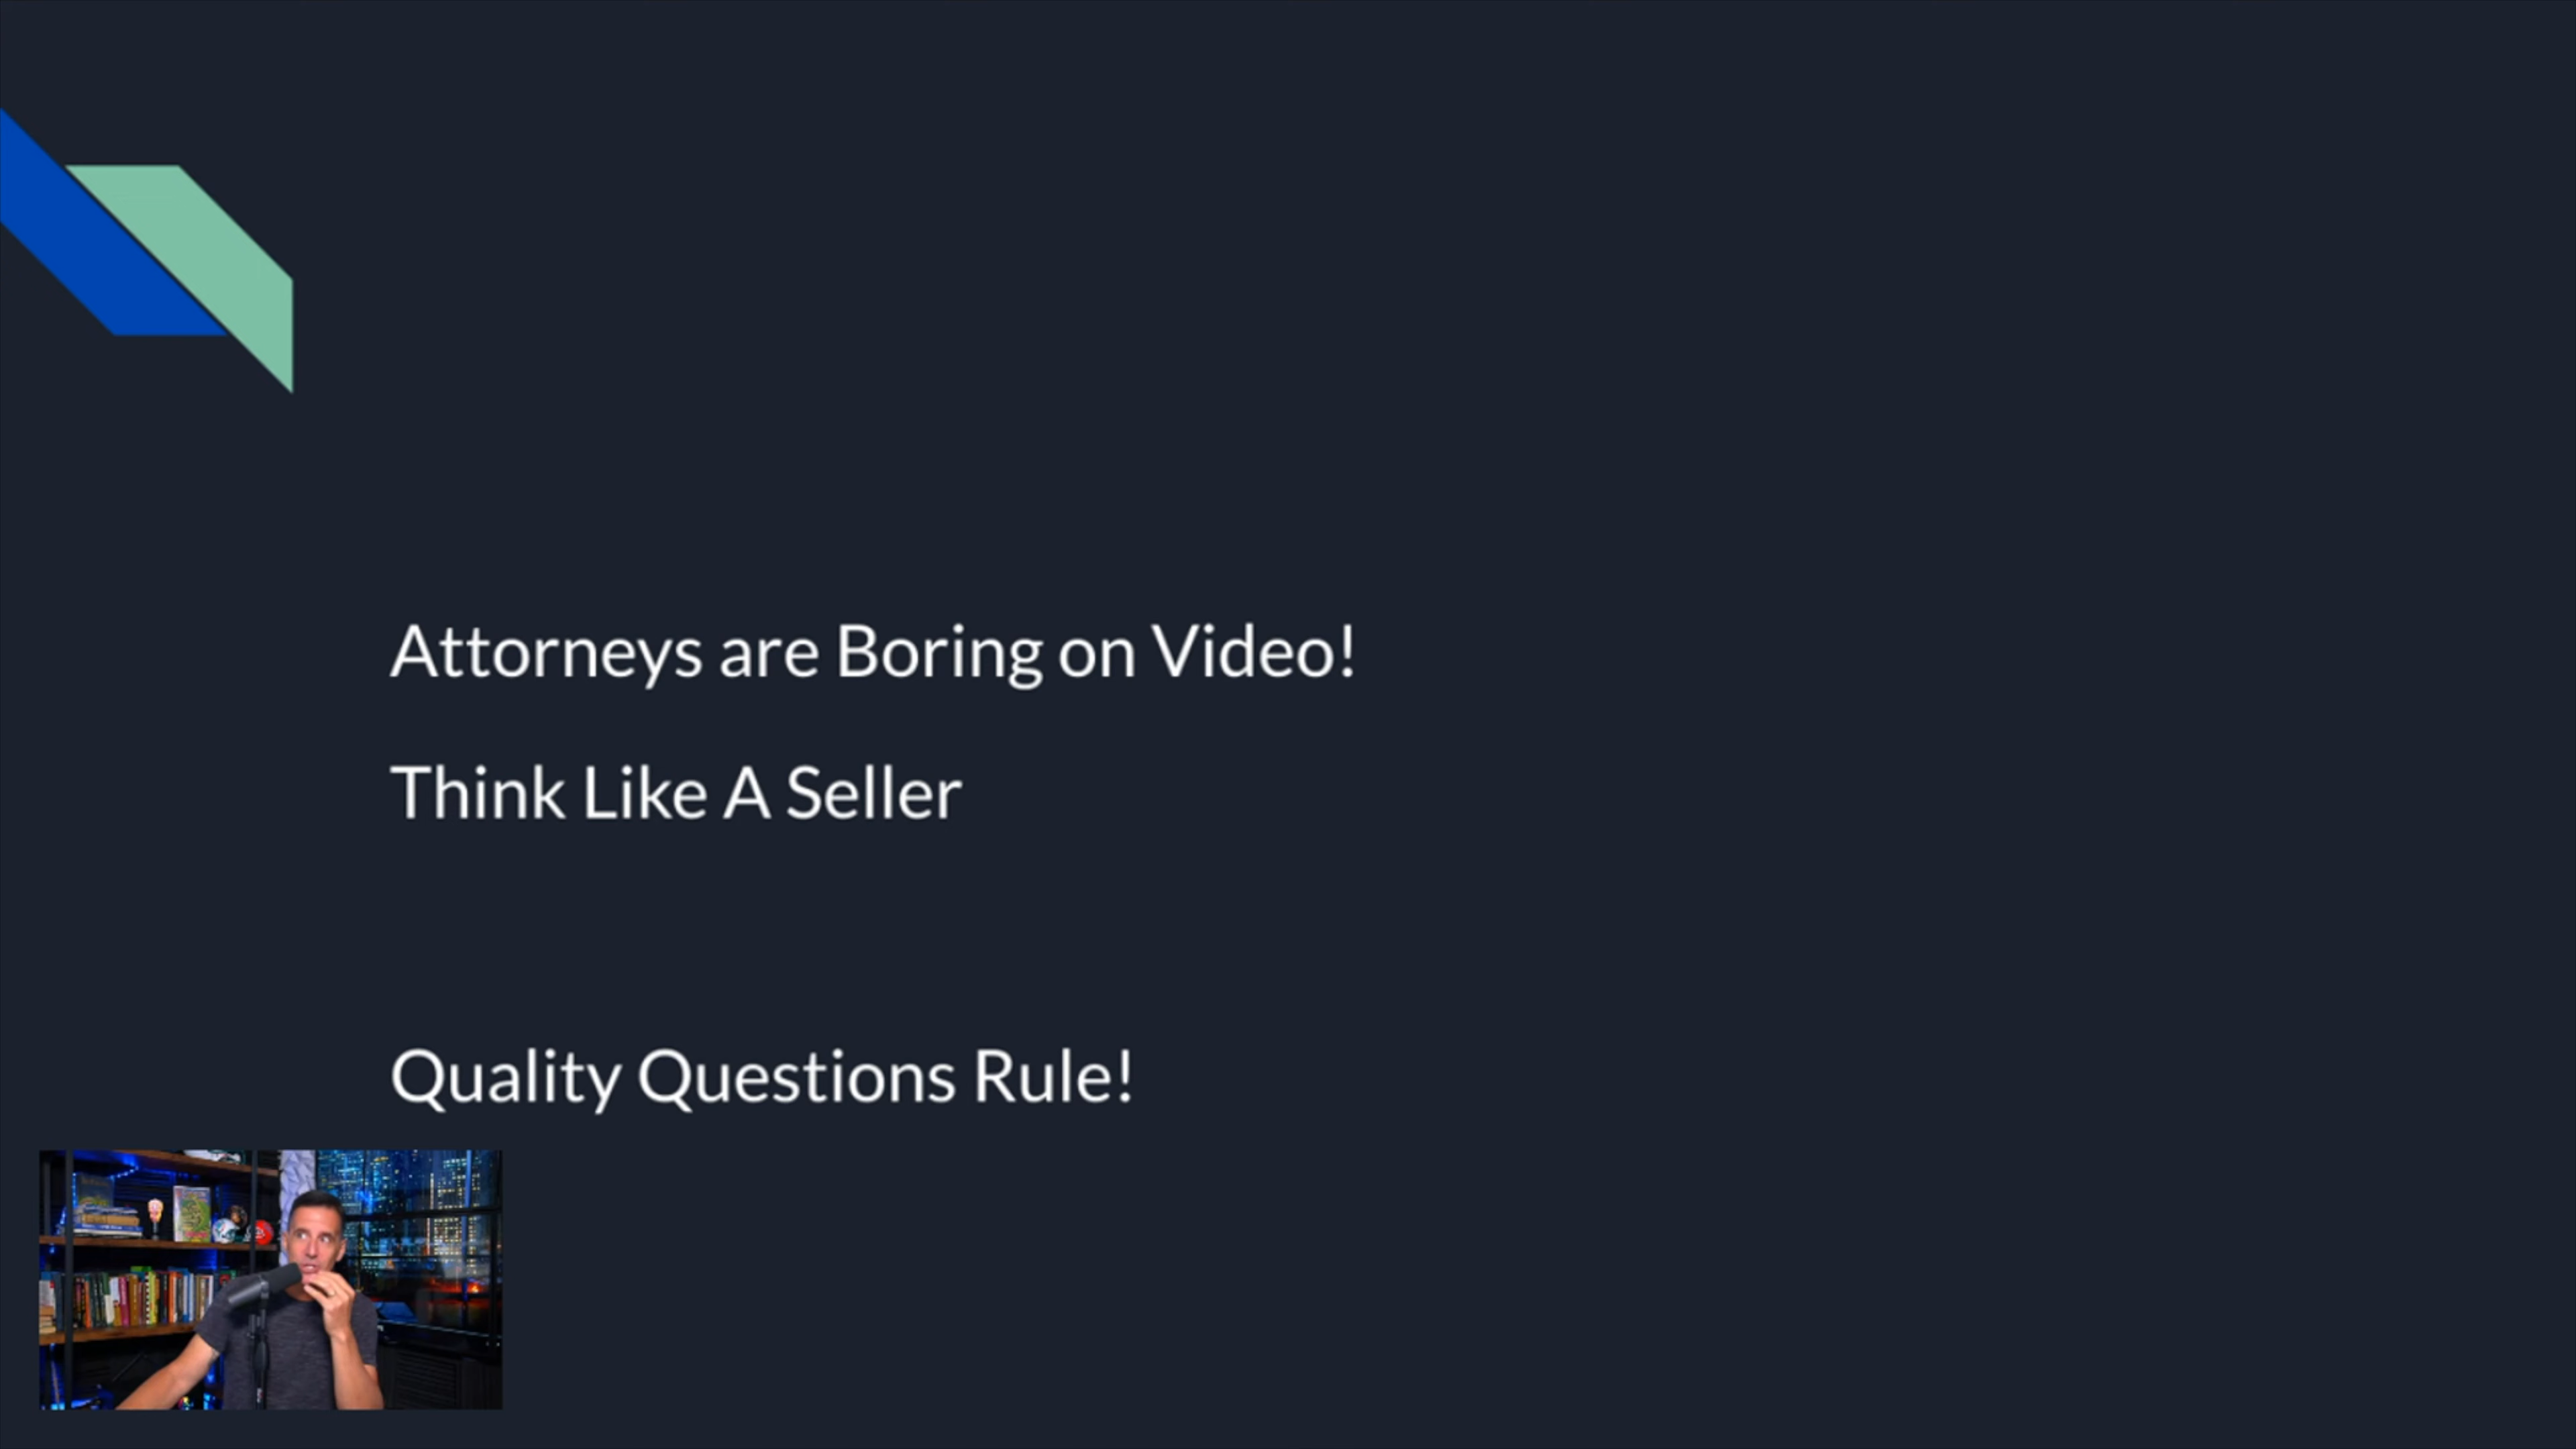 Attorneys are Boring on Video!
Think Like A Seller
Quality Questions Rule!